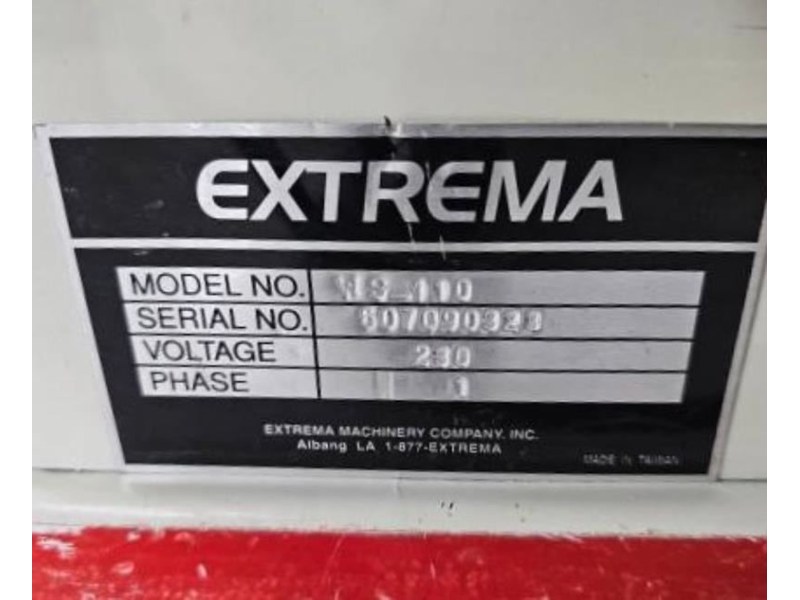 EXTREMA
MODEL NO.
SERIAL NO.
VOLTAGE 230
PHASE 1
EXTREMA MACHINERY COMPANY, INC.
Albang LA 1-877-EXTREMA
MADE IN TAIWAN